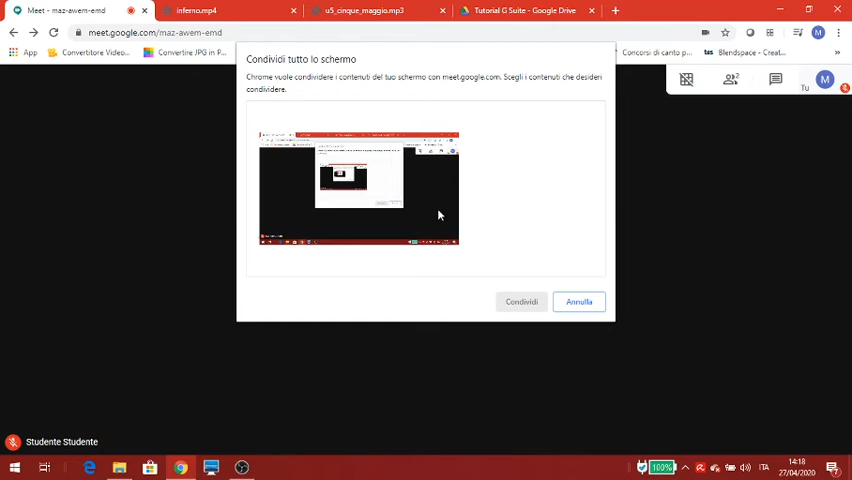 Meet - maz-awem-emd
inferno.mp4
u5_cinque_maggio.mp3
Tutorial G Suite - Google Drive
meet.google.com/maz-awem-emd
M
App
Convertitore Video...
Convertire JPG in P...
Concorsi di canto p...
tes
Blendspace - Creat...
Condividi tutto lo schermo
Chrome vuole condividere i contenuti del tuo schermo con meet.google.com. Scegli i contenuti che desideri
condividere.
2
Tu
M
Condividi
Annulla
Studente Studente
100%
ITA
14:18
27/04/2020
7